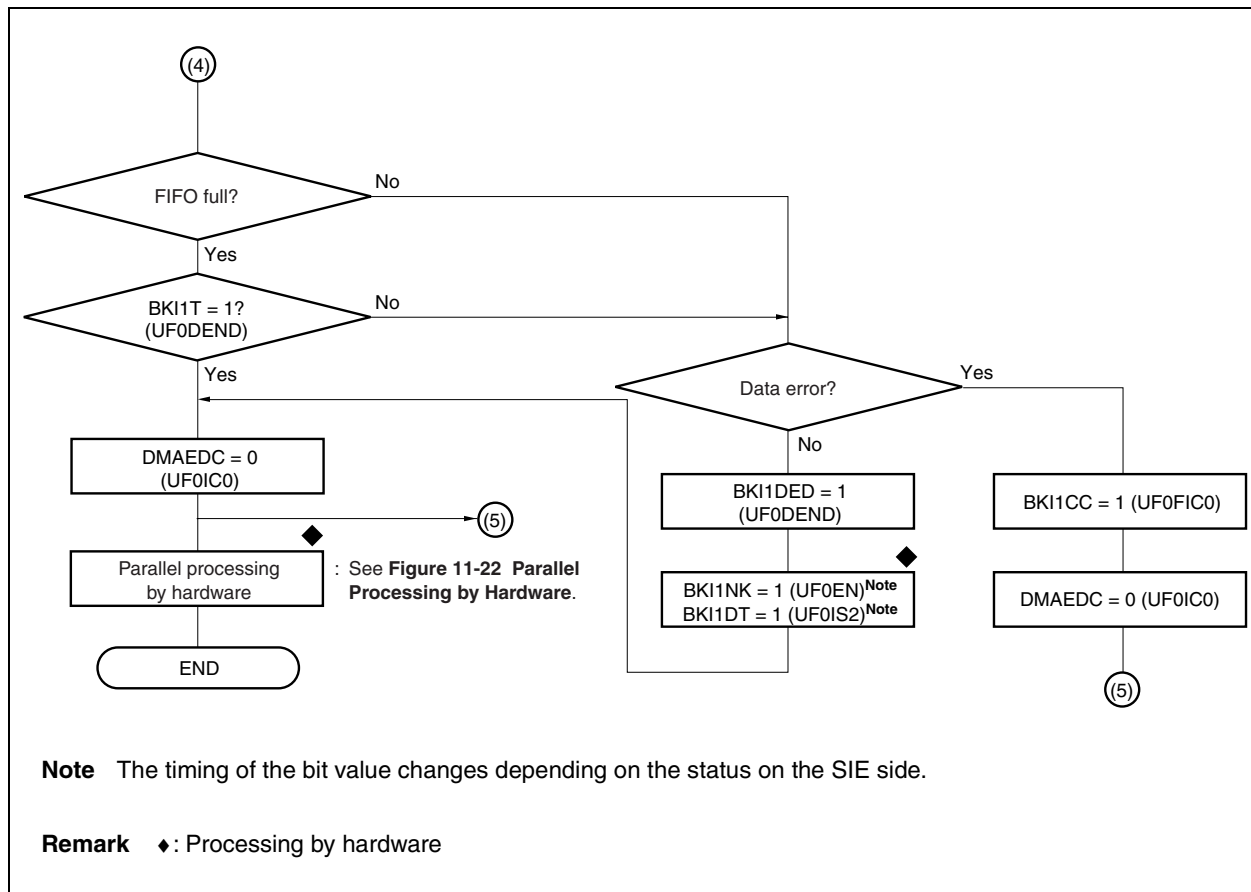 (4)
FIFO full?
No
Yes
BKI1T = 1?
(UF0DEND)
No
Yes
Data error?
Yes
No
DMAEDC = 0
(UF0IC0)
BKI1DED = 1
(UF0DEND)
BKI1CC = 1 (UF0FIC0)
(5)
Parallel processing
by hardware
: See Figure 11-22 Parallel
Processing by Hardware.
BKI1NK = 1 (UF0EN)Note
BKI1DT = 1 (UF0IS2)Note
DMAEDC = 0 (UF0IC0)
END
(5)
Note The timing of the bit value changes depending on the status on the SIE side.
Remark ♦: Processing by hardware